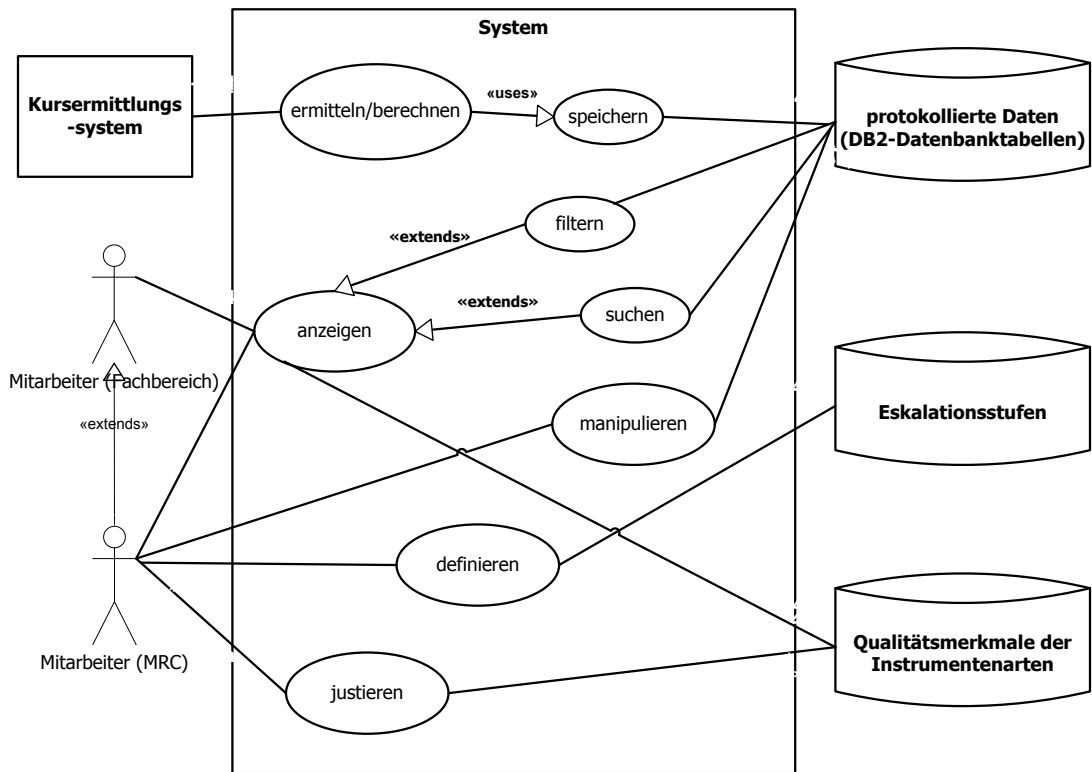 System
Kursermittlungs
-system
ermitteln/berechnen
«uses»
speichern
protokollierte Daten
(DB2-Datenbanktabellen)
filtern
«extends»
«extends»
suchen
anzeigen
Mitarbeiter (Fachbereich)
«extends»
manipulieren
Eskalationsstufen
definieren
Mitarbeiter (MRC)
justieren
Qualitätsmerkmale der
Instrumentenarten